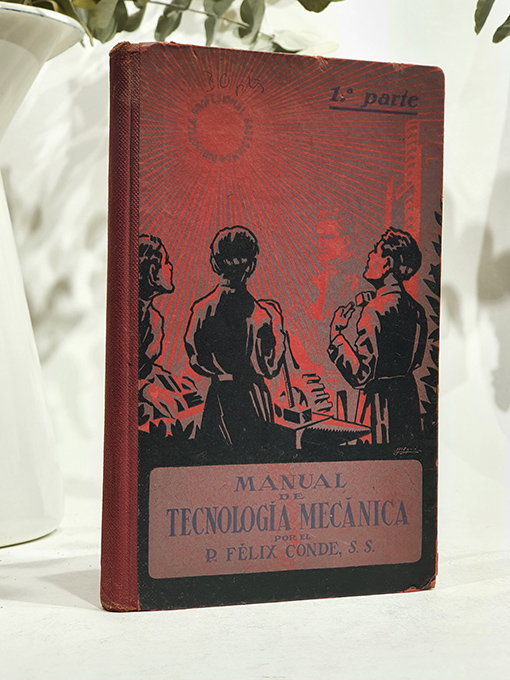 1.ª parte
MANUAL
DE
TECNOLOGÍA MECÁNICA
POR EL
P. FÉLIX CONDE, S. S.